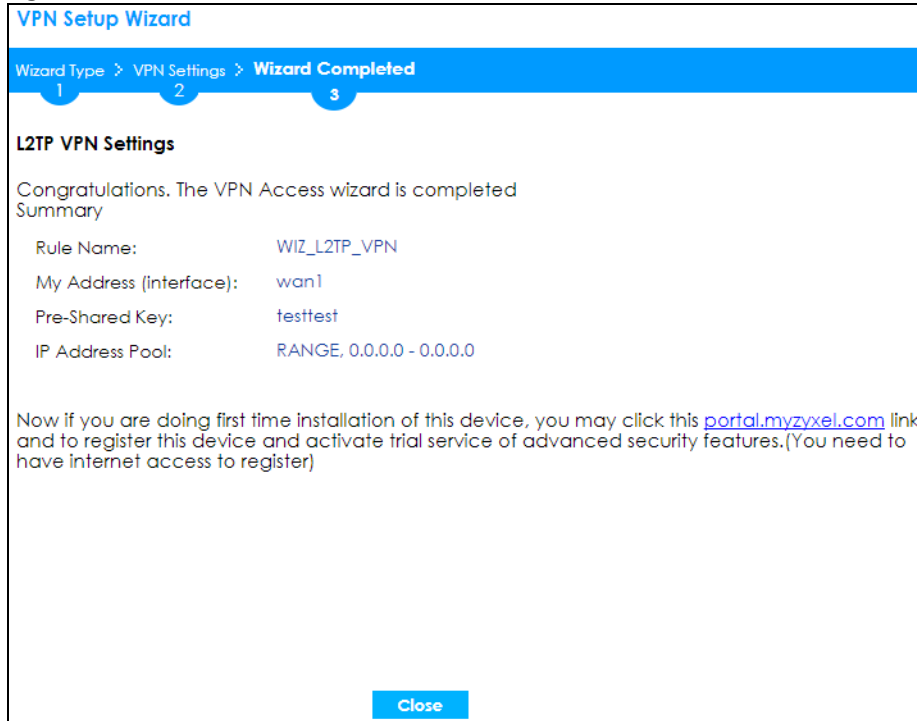 VPN Setup Wizard
Wizard Type > VPN Settings > Wizard Completed
1 2 3
L2TP VPN Settings
Congratulations. The VPN Access wizard is completed
Summary
Rule Name: WIZ_L2TP_VPN
My Address (interface): wan1
Pre-Shared Key: testtest
IP Address Pool: RANGE, 0.0.0.0 - 0.0.0.0
Now if you are doing first time installation of this device, you may click this portal.myzyxel.com link
and to register this device and activate trial service of advanced security features.(You need to
have internet access to register)
Close